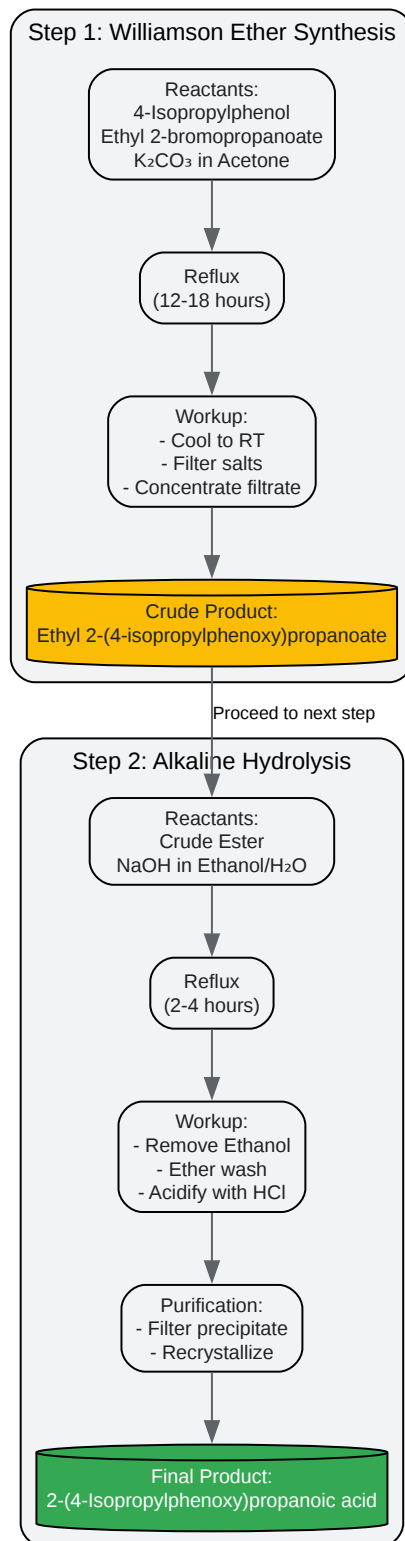 Step 1: Williamson Ether Synthesis
Reactants:
4-Isopropylphenol
Ethyl 2-bromopropanoate
K₂CO₃ in Acetone
Reflux
(12-18 hours)
Workup:
- Cool to RT
- Filter salts
- Concentrate filtrate
Crude Product:
Ethyl 2-(4-isopropylphenoxy)propanoate
Proceed to next step
Step 2: Alkaline Hydrolysis
Reactants:
Crude Ester
NaOH in Ethanol/H₂O
Reflux
(2-4 hours)
Workup:
- Remove Ethanol
- Ether wash
- Acidify with HCl
Purification:
- Filter precipitate
- Recrystallize
Final Product:
2-(4-Isopropylphenoxy)propanoic acid